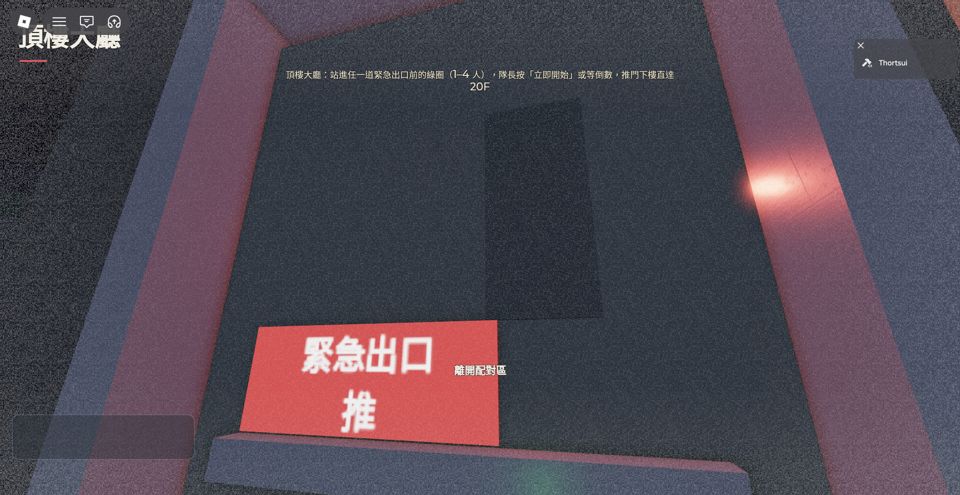 頂樓大廳
頂樓大廳：站進任一道緊急出口前的綠圈（1–4 人），隊長按「立即開始」或等倒數，推門下樓直達
20F
Thortsui
緊急出口
離開配對區
推